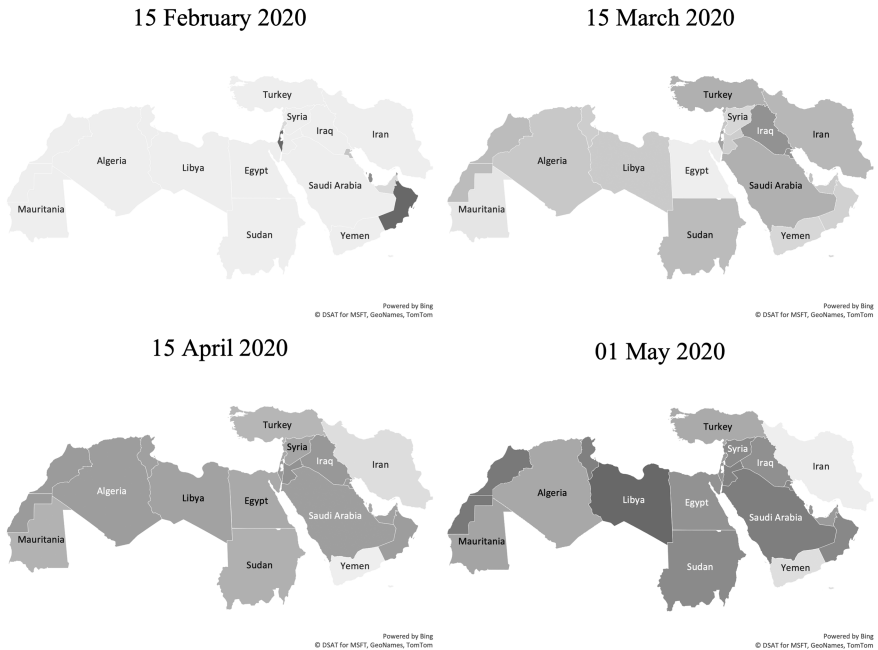 15 February 2020
15 March 2020
Turkey
Syria
Iraq
Iran
Algeria
Libya
Egypt
Saudi Arabia
Mauritania
Sudan
Yemen
Powered by Bing
© DSAT for MSFT, GeoNames, TomTom
Turkey
Syria
Iraq
Iran
Algeria
Libya
Egypt
Saudi Arabia
Mauritania
Sudan
Yemen
Powered by Bing
© DSAT for MSFT, GeoNames, TomTom
15 April 2020
01 May 2020
Turkey
Syria
Iraq
Iran
Algeria
Libya
Egypt
Saudi Arabia
Mauritania
Sudan
Yemen
Powered by Bing
© DSAT for MSFT, GeoNames, TomTom
Turkey
Syria
Iraq
Iran
Algeria
Libya
Egypt
Saudi Arabia
Mauritania
Sudan
Yemen
Powered by Bing
© DSAT for MSFT, GeoNames, TomTom